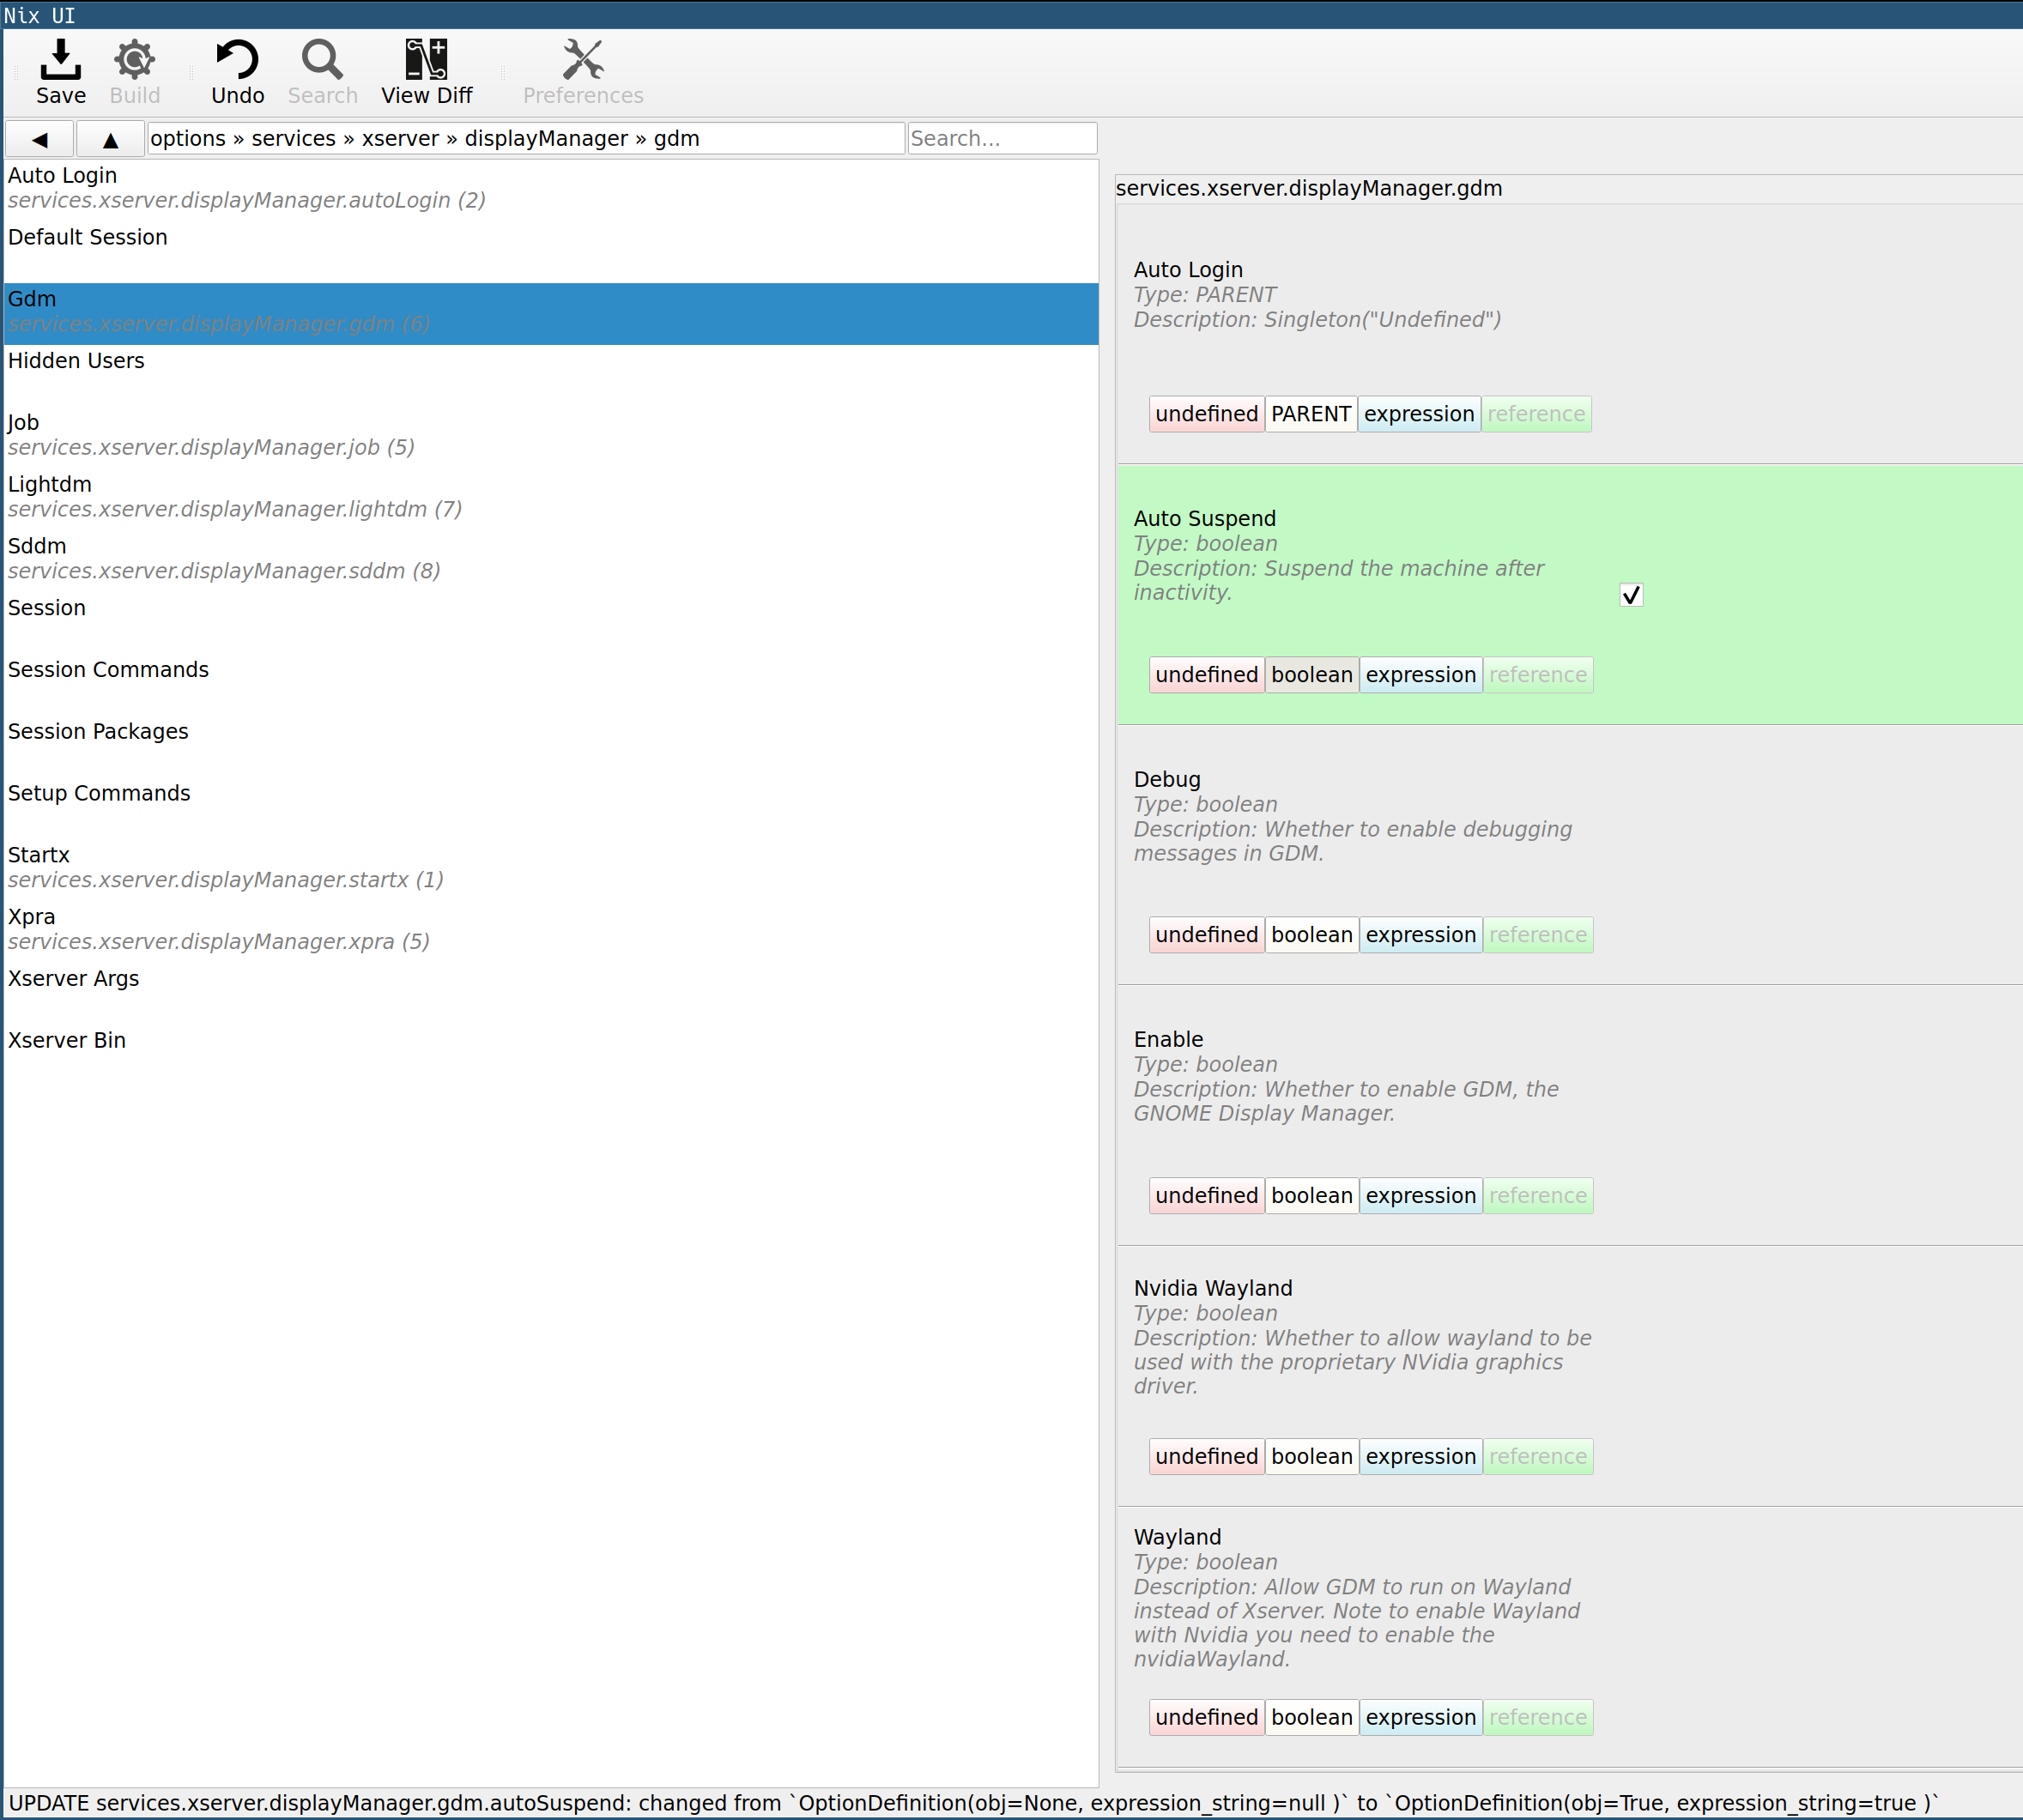 Nix UI
Save Build Undo Search View Diff Preferences
◀ ▲ options » services » xserver » displayManager » gdm Search...
Auto Login
services.xserver.displayManager.autoLogin (2)
Default Session
Gdm
services.xserver.displayManager.gdm (6)
Hidden Users
Job
services.xserver.displayManager.job (5)
Lightdm
services.xserver.displayManager.lightdm (7)
Sddm
services.xserver.displayManager.sddm (8)
Session
Session Commands
Session Packages
Setup Commands
Startx
services.xserver.displayManager.startx (1)
Xpra
services.xserver.displayManager.xpra (5)
Xserver Args
Xserver Bin
services.xserver.displayManager.gdm
Auto Login
Type: PARENT
Description: Singleton("Undefined")
undefined PARENT expression reference
Auto Suspend
Type: boolean
Description: Suspend the machine after
inactivity.
undefined boolean expression reference
Debug
Type: boolean
Description: Whether to enable debugging
messages in GDM.
undefined boolean expression reference
Enable
Type: boolean
Description: Whether to enable GDM, the
GNOME Display Manager.
undefined boolean expression reference
Nvidia Wayland
Type: boolean
Description: Whether to allow wayland to be
used with the proprietary NVidia graphics
driver.
undefined boolean expression reference
Wayland
Type: boolean
Description: Allow GDM to run on Wayland
instead of Xserver. Note to enable Wayland
with Nvidia you need to enable the
nvidiaWayland.
undefined boolean expression reference
UPDATE services.xserver.displayManager.gdm.autoSuspend: changed from `OptionDefinition(obj=None, expression_string=null )` to `OptionDefinition(obj=True, expression_string=true )`